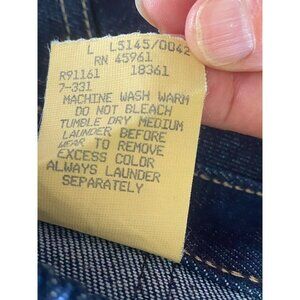 L L5145/0042
RN 45961
R91161 18361
7-331
MACHINE WASH WARM
DO NOT BLEACH
TUMBLE DRY MEDIUM
LAUNDER BEFORE
WEAR TO REMOVE
EXCESS COLOR
ALWAYS LAUNDER
SEPARATELY